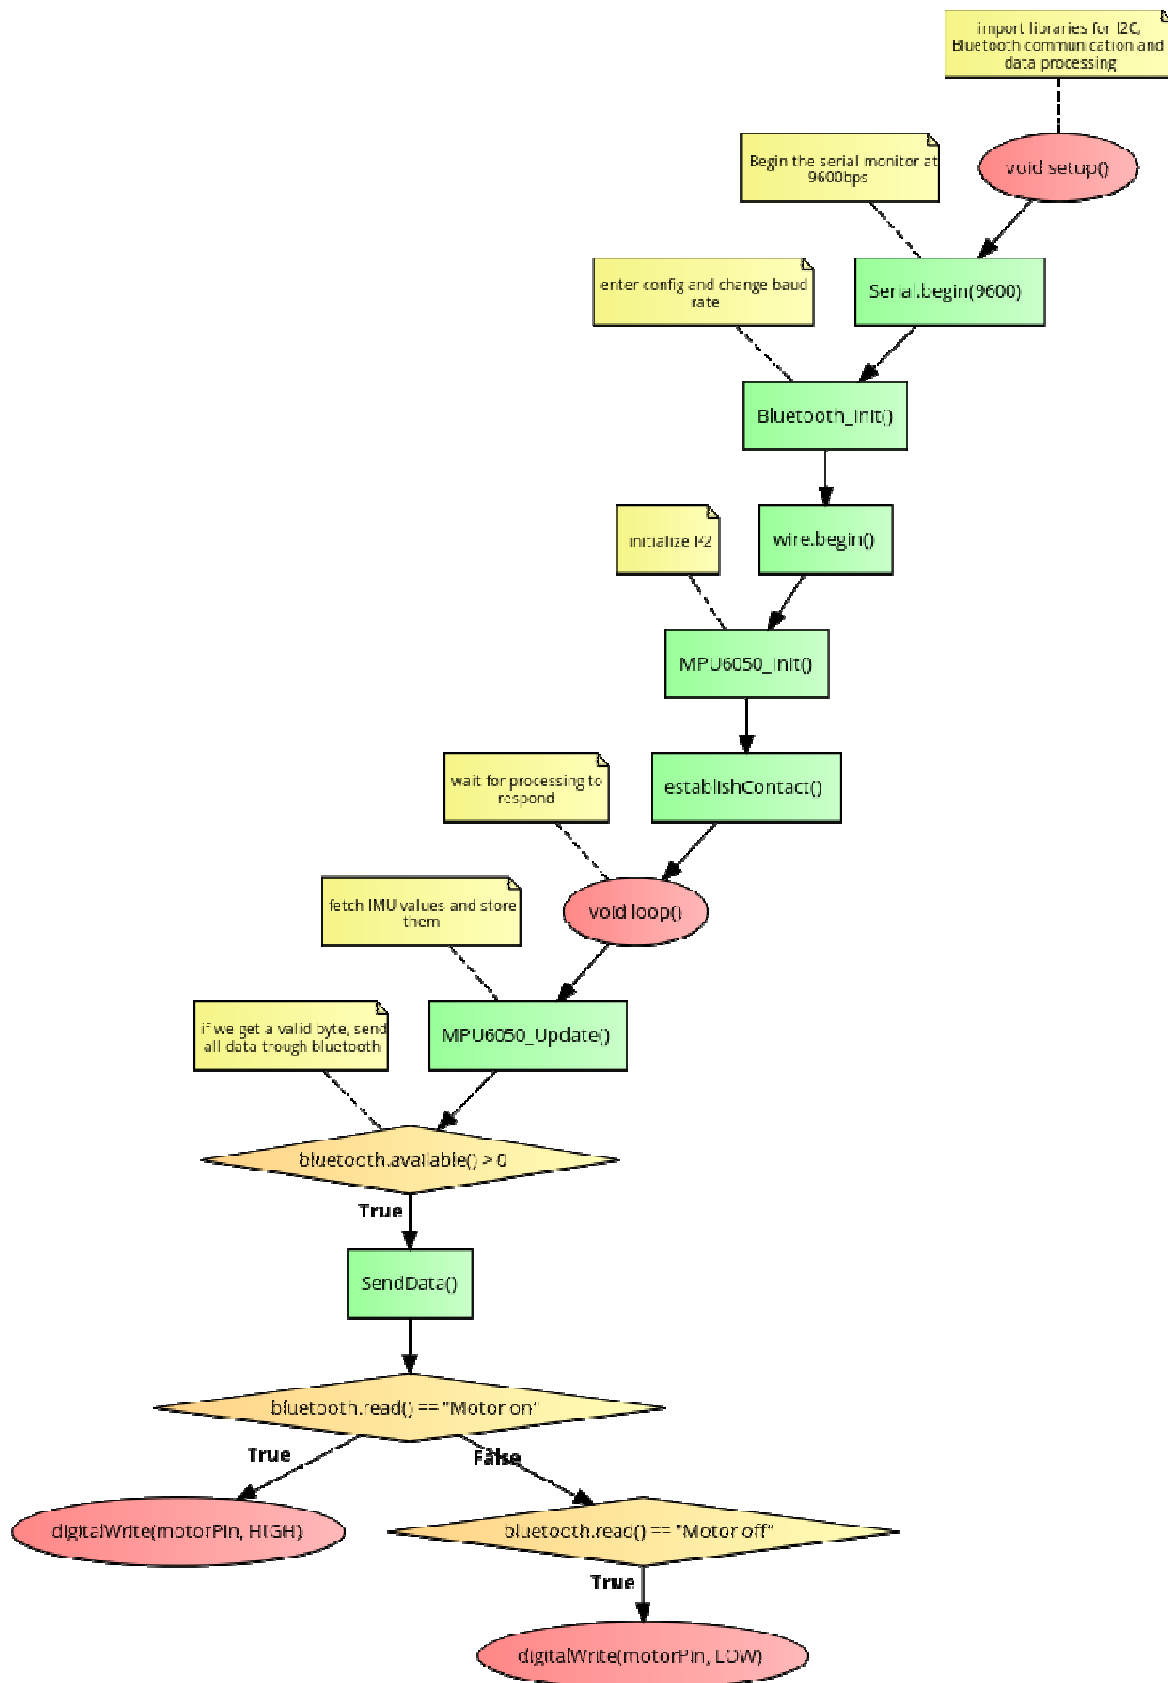 import libraries for I2C,
Bluetooth communication and
data processing
void setup()
Begin the serial monitor at
9600bps
Serial.begin(9600)
enter config and change baud
rate
Bluetooth_Init()
wire.begin()
initialize I²2
MPU6050_Init()
establishContact()
wait for processing to
respond
void loop()
fetch IMU values and store
them
MPU6050_Update()
if we get a valid byte, send
all data trough bluetooth
bluetooth.available() > 0
True
SendData()
bluetooth.read() == "Motor on"
True
False
digitalWrite(motorPin, HIGH)
bluetooth.read() == "Motor off"
True
digitalWrite(motorPin, LOW)